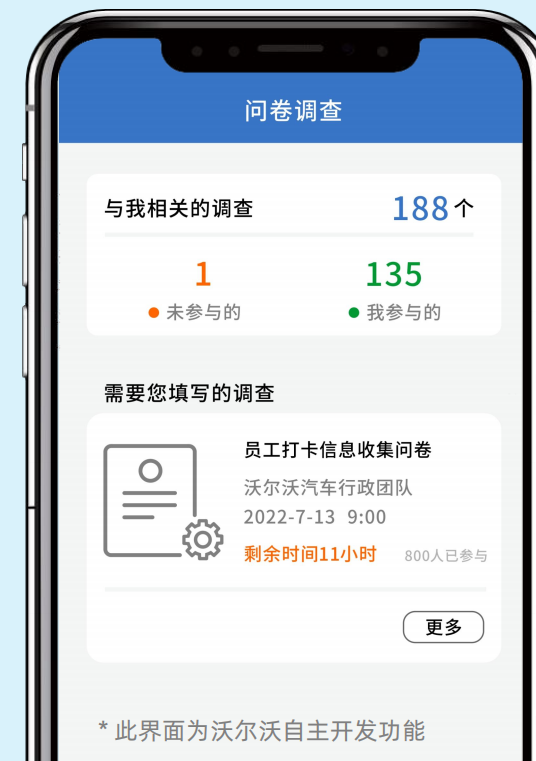 问卷调查
与我相关的调查 188个
1 135
未参与的 我参与的
需要您填写的调查
员工打卡信息收集问卷
沃尔沃汽车行政团队
2022-7-13 9:00
剩余时间11小时 800人已参与
更多
* 此界面为沃尔沃自主开发功能